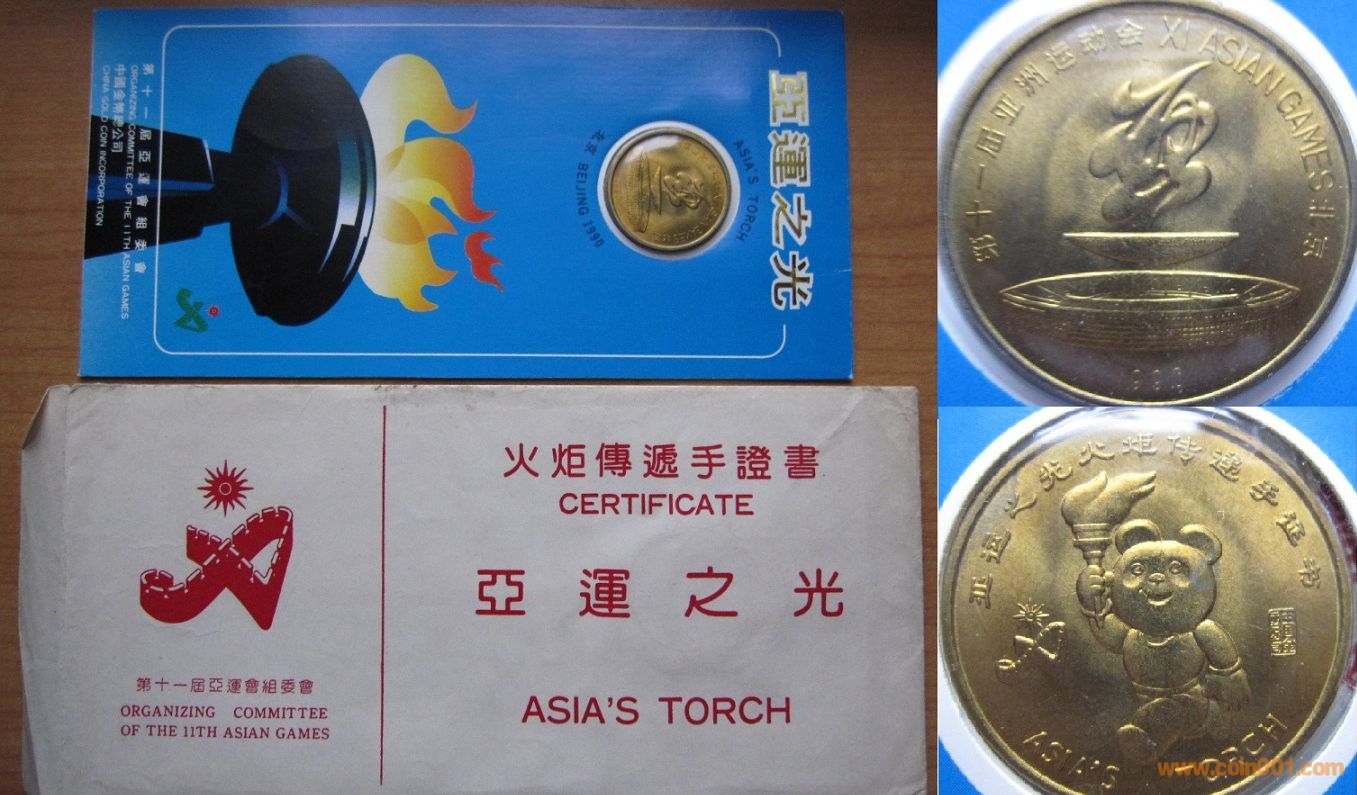 亞運之光
ASIA'S TORCH
北京 BEIJING 1990
第十一屆亞運會組委會
ORGANIZING COMMITTEE OF THE 11TH ASIAN GAMES
中國金幣總公司
CHINA GOLD COIN INCORPORATION
火炬傳遞手證書
CERTIFICATE
亞運之光
ASIA'S TORCH
第十一屆亞運會組委會
ORGANIZING COMMITTEE
OF THE 11TH ASIAN GAMES
第十一届亚洲运动会 XI ASIAN GAMES 北京
亚运之光火炬传递手证书
ASIA'S TORCH
www.coin001.com